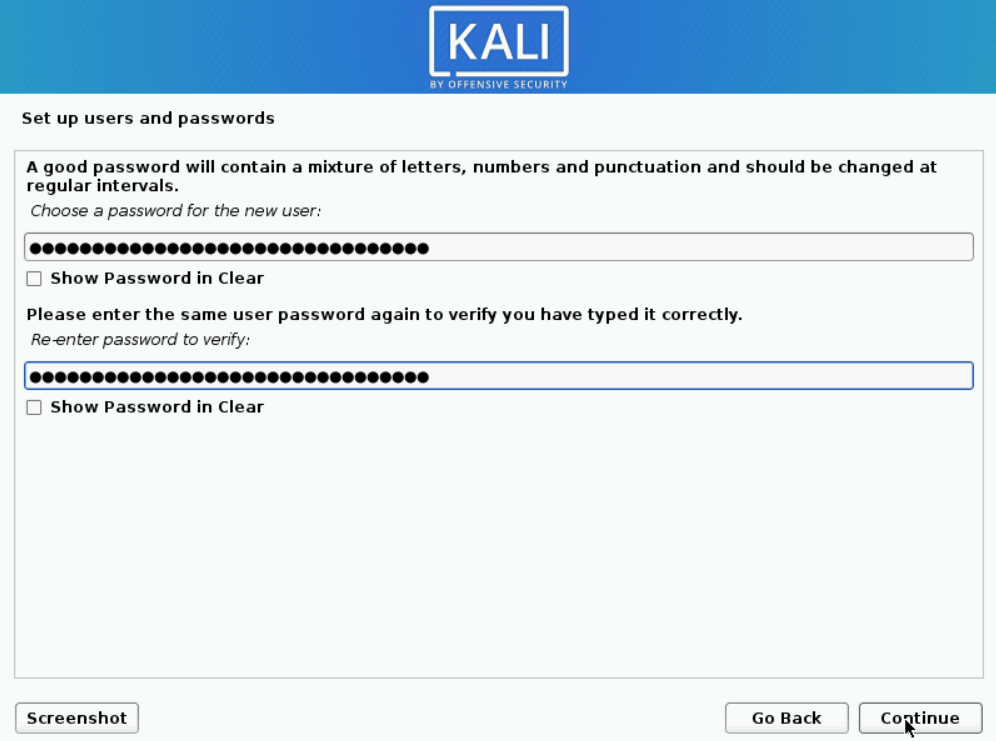 KALI
BY OFFENSIVE SECURITY
Set up users and passwords
A good password will contain a mixture of letters, numbers and punctuation and should be changed at
regular intervals.
Choose a password for the new user:
●●●●●●●●●●●●●●●●●●●●●●●●●●●●●●●●
Show Password in Clear
Please enter the same user password again to verify you have typed it correctly.
Re-enter password to verify:
●●●●●●●●●●●●●●●●●●●●●●●●●●●●●●●●
Show Password in Clear
Screenshot
Go Back
Continue